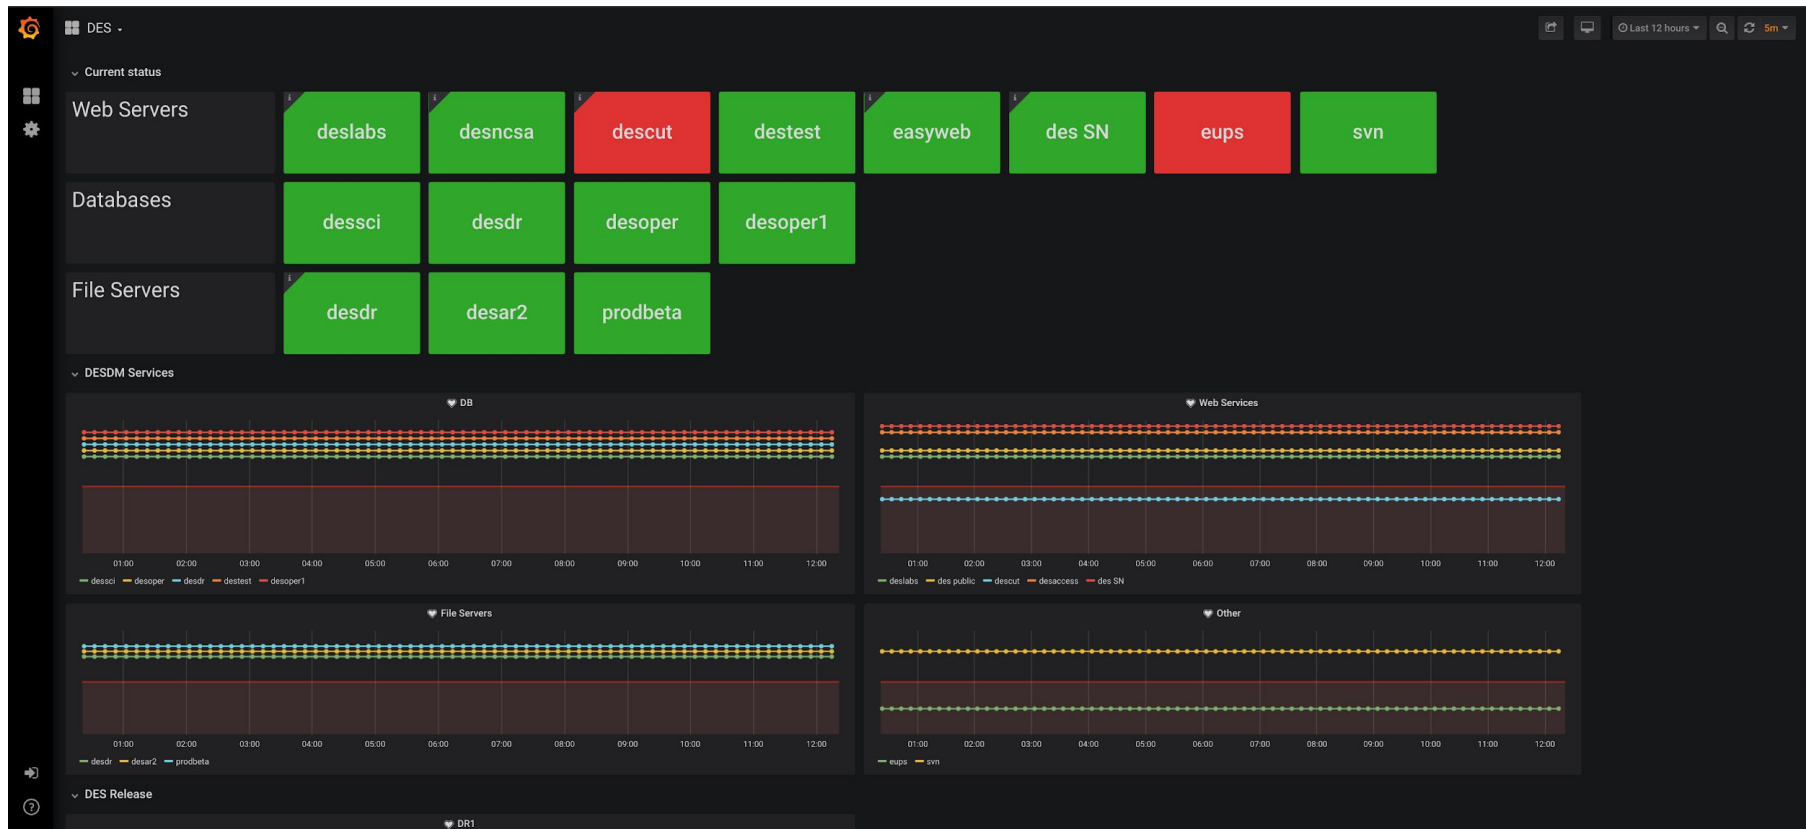 DES
Last 12 hours
5m
Current status
Web Servers
deslabs
desncsa
descut
destest
easyweb
des SN
eups
svn
Databases
dessci
desdr
desoper
desoper1
File Servers
desdr
desar2
prodbeta
DESDM Services
DB
01:00 02:00 03:00 04:00 05:00 06:00 07:00 08:00 09:00 10:00 11:00 12:00
dessci desoper desdr destest desoper1
Web Services
01:00 02:00 03:00 04:00 05:00 06:00 07:00 08:00 09:00 10:00 11:00 12:00
deslabs des public descut desaccess des SN
File Servers
01:00 02:00 03:00 04:00 05:00 06:00 07:00 08:00 09:00 10:00 11:00 12:00
desdr desar2 prodbeta
Other
01:00 02:00 03:00 04:00 05:00 06:00 07:00 08:00 09:00 10:00 11:00 12:00
eups svn
DES Release
DR1